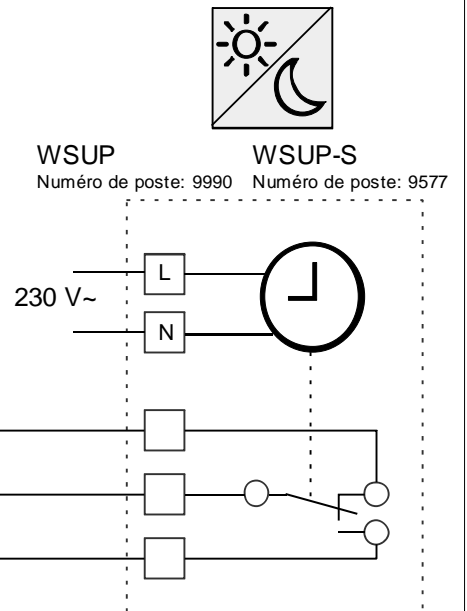 WSUP WSUP-S
Numéro de poste: 9990 Numéro de poste: 9577
L
230 V~
N